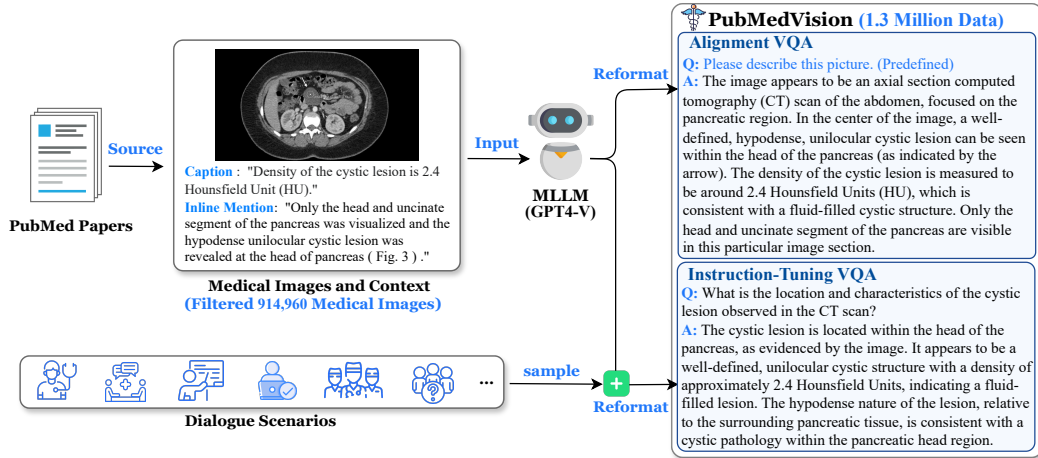 PubMed Papers
Source
Caption : "Density of the cystic lesion is 2.4
Hounsfield Unit (HU)."
Inline Mention: "Only the head and uncinate
segment of the pancreas was visualized and the
hypodense unilocular cystic lesion was
revealed at the head of pancreas ( Fig. 3 ) ."
Medical Images and Context
(Filtered 914,960 Medical Images)
Input
MLLM
(GPT4-V)
Reformat
Dialogue Scenarios
...
sample
+
Reformat
PubMedVision (1.3 Million Data)
Alignment VQA
Q: Please describe this picture. (Predefined)
A: The image appears to be an axial section computed
tomography (CT) scan of the abdomen, focused on the
pancreatic region. In the center of the image, a well-
defined, hypodense, unilocular cystic lesion can be seen
within the head of the pancreas (as indicated by the
arrow). The density of the cystic lesion is measured to
be around 2.4 Hounsfield Units (HU), which is
consistent with a fluid-filled cystic structure. Only the
head and uncinate segment of the pancreas are visible
in this particular image section.
Instruction-Tuning VQA
Q: What is the location and characteristics of the cystic
lesion observed in the CT scan?
A: The cystic lesion is located within the head of the
pancreas, as evidenced by the image. It appears to be a
well-defined, unilocular cystic structure with a density of
approximately 2.4 Hounsfield Units, indicating a fluid-
filled lesion. The hypodense nature of the lesion, relative
to the surrounding pancreatic tissue, is consistent with a
cystic pathology within the pancreatic head region.